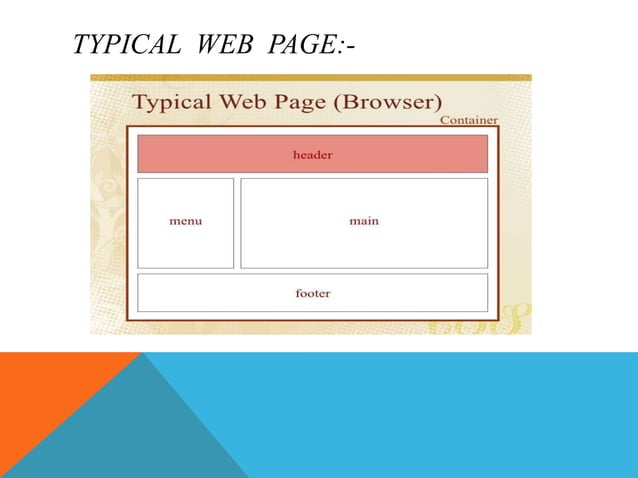 TYPICAL WEB PAGE:-
Typical Web Page (Browser)
Container
header
menu main
footer